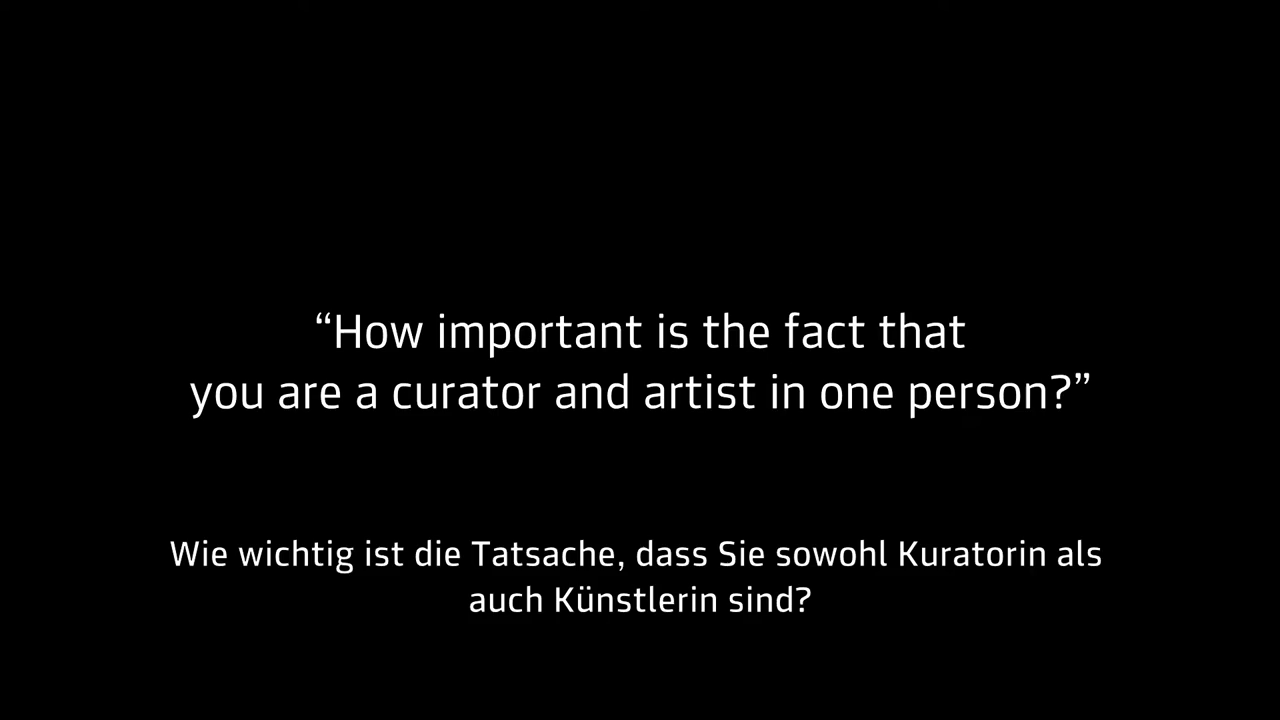 “How important is the fact that
you are a curator and artist in one person?”
Wie wichtig ist die Tatsache, dass Sie sowohl Kuratorin als
auch Künstlerin sind?